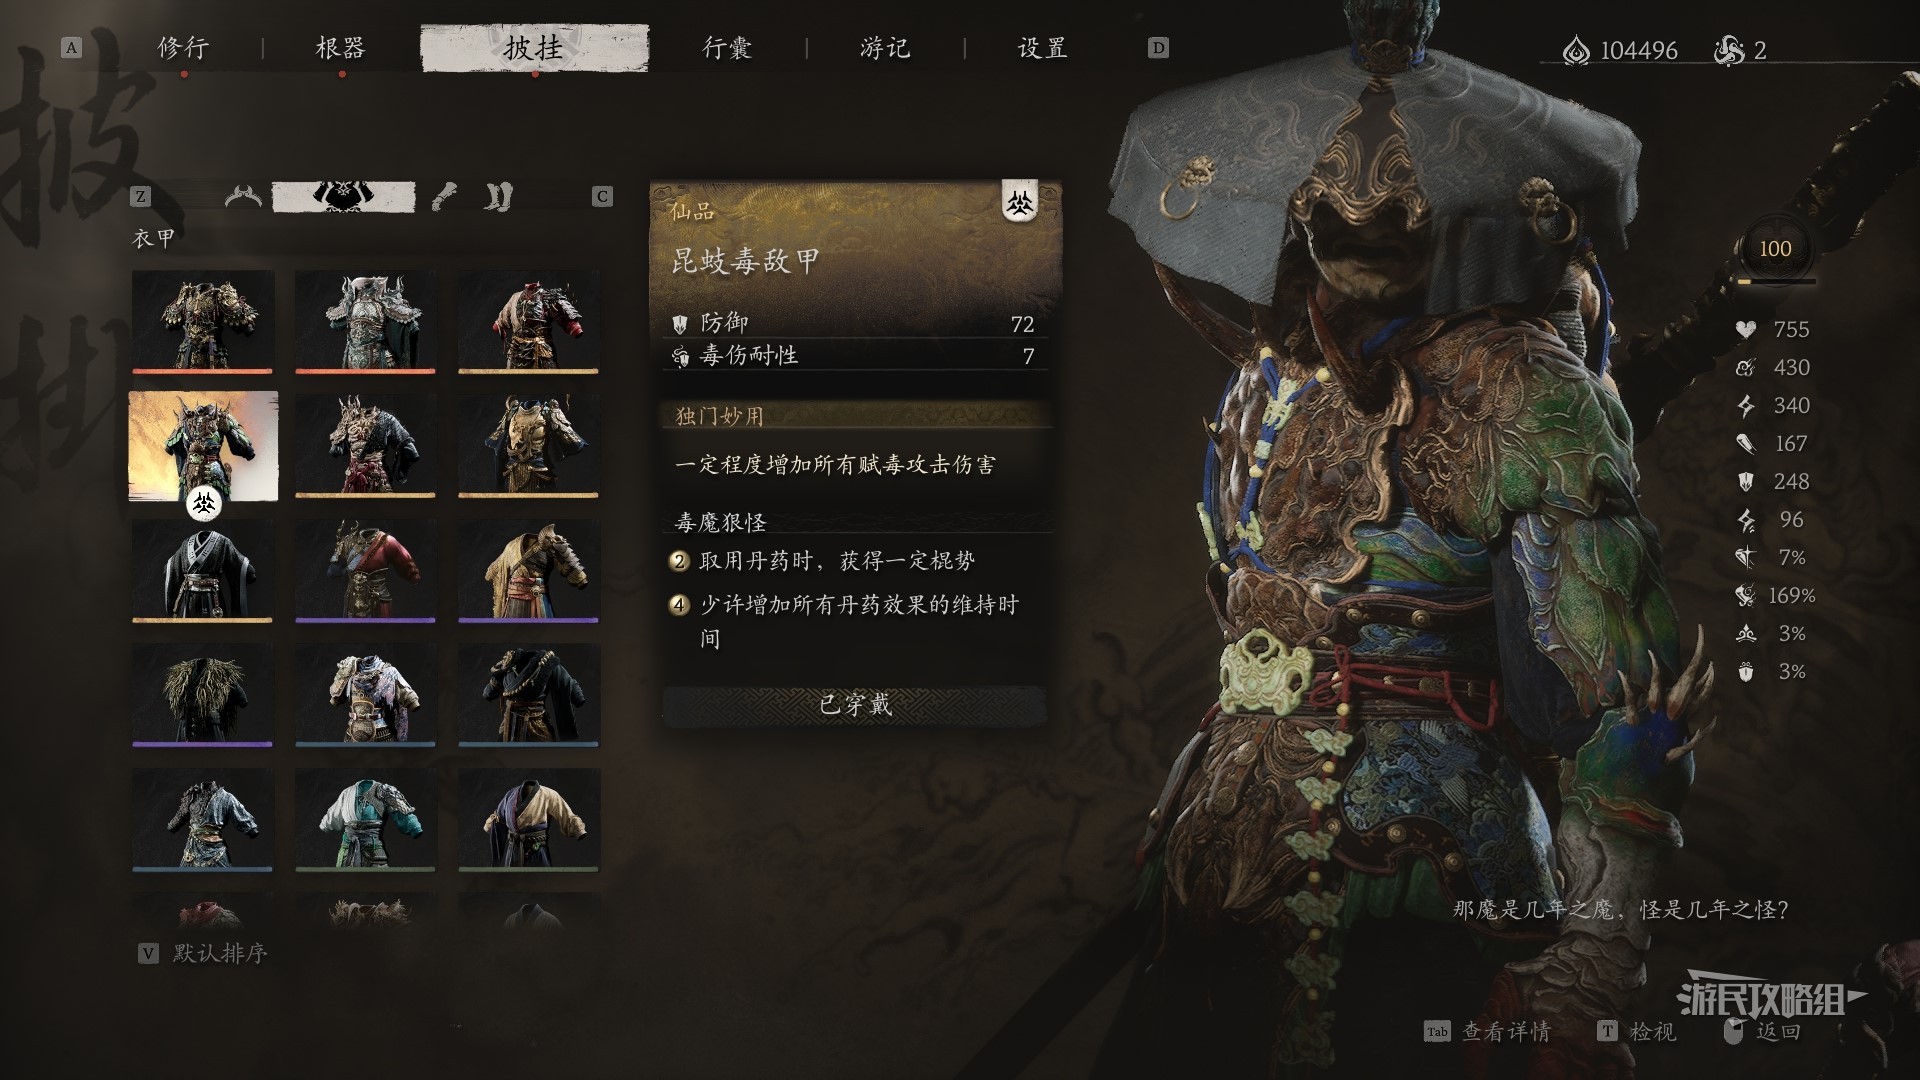 A 修行 根器 披挂 行囊 游记 设置 D 104496 2
披挂
Z C
衣甲
仙品
昆蚑毒敌甲
防御 72
毒伤耐性 7
独门妙用
一定程度增加所有赋毒攻击伤害
毒魔狠怪
2 取用丹药时，获得一定棍势
4 少许增加所有丹药效果的维持时
间
已穿戴
V 默认排序
100
755
430
340
167
248
96
7%
169%
3%
3%
那魔是几年之魔，怪是几年之怪？
游民攻略组
Tab 查看详情 T 检视 返回